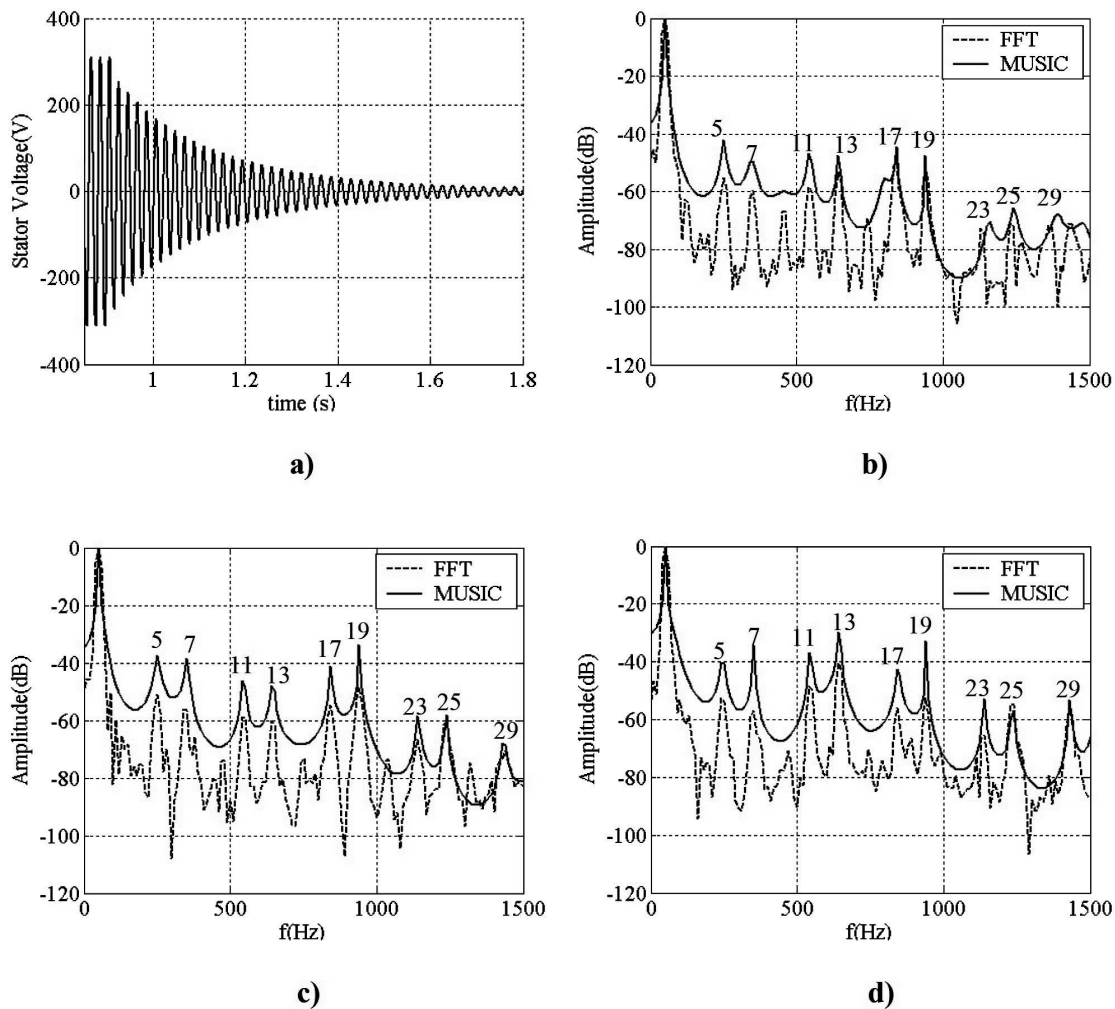 400
200
0
-200
-400
Stator Voltage(V)
1 1.2 1.4 1.6 1.8
time (s)
a)
0
-20
-40
-60
-80
-100
-120
Amplitude(dB)
FFT
MUSIC
5 7 11 13 17 19 23 25 29
0 500 1000 1500
f(Hz)
b)
0
-20
-40
-60
-80
-100
-120
Amplitude(dB)
FFT
MUSIC
5 7 11 13 17 19 23 25 29
0 500 1000 1500
f(Hz)
c)
0
-20
-40
-60
-80
-100
-120
Amplitude(dB)
FFT
MUSIC
5 7 11 13 17 19 23 25 29
0 500 1000 1500
f(Hz)
d)